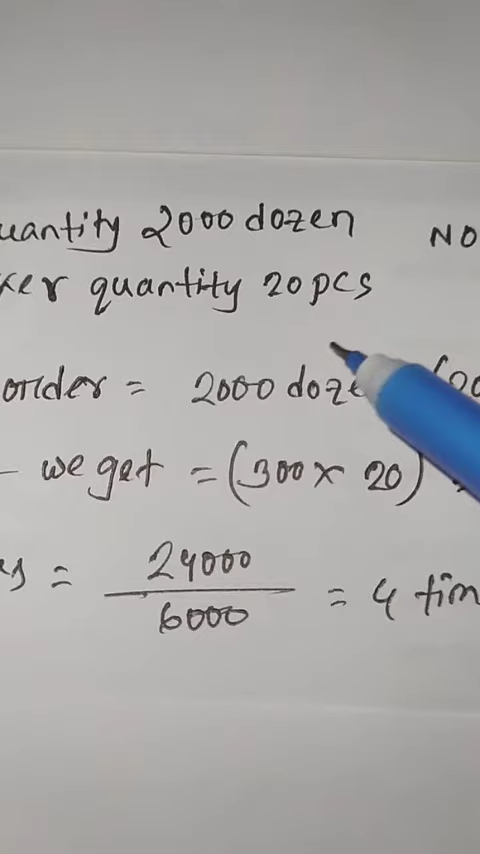 uantity 2000 dozen NO
ker quantity 20 pcs
order = 2000 doze
- we get = (300 × 20)
es = 24000 / 6000 = 4 tim